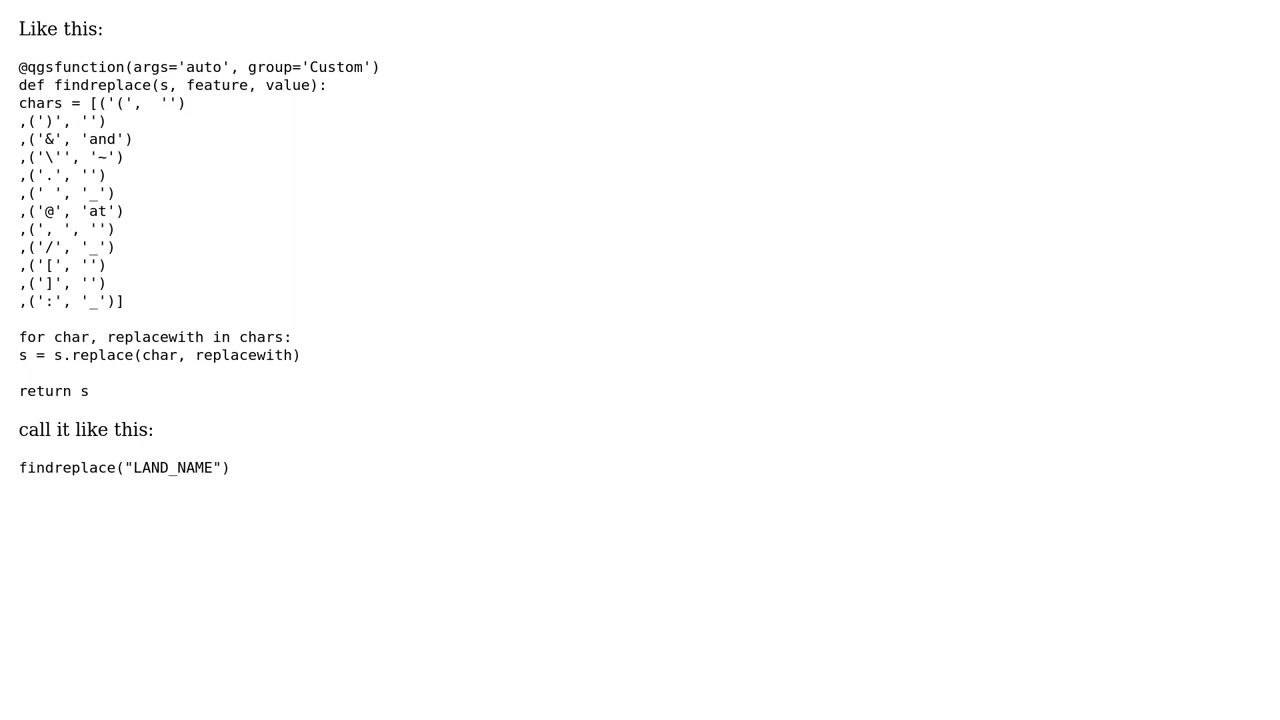 Like this:
@qgsfunction(args='auto', group='Custom')
def findreplace(s, feature, value):
chars = [('(',  '')
,(')', '')
,('&', 'and')
,('\'', '~')
,('.', '')
,(' ', '_')
,('@', 'at')
,(', ', '')
,('/', '_')
,('[', '')
,(']', '')
,(':', '_')]
for char, replacewith in chars:
s = s.replace(char, replacewith)
return s
call it like this:
findreplace("LAND_NAME")